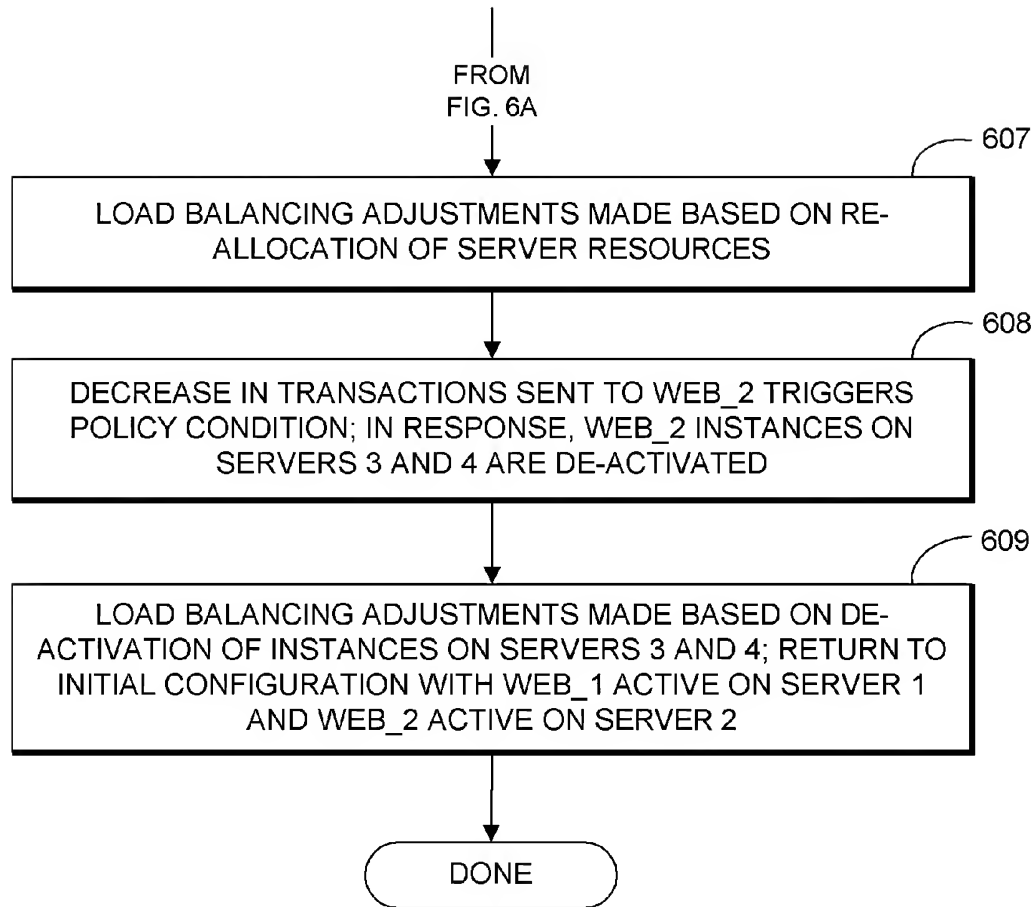 FROM
FIG. 6A
607
LOAD BALANCING ADJUSTMENTS MADE BASED ON RE-
ALLOCATION OF SERVER RESOURCES
608
DECREASE IN TRANSACTIONS SENT TO WEB_2 TRIGGERS
POLICY CONDITION; IN RESPONSE, WEB_2 INSTANCES ON
SERVERS 3 AND 4 ARE DE-ACTIVATED
609
LOAD BALANCING ADJUSTMENTS MADE BASED ON DE-
ACTIVATION OF INSTANCES ON SERVERS 3 AND 4; RETURN TO
INITIAL CONFIGURATION WITH WEB_1 ACTIVE ON SERVER 1
AND WEB_2 ACTIVE ON SERVER 2
DONE